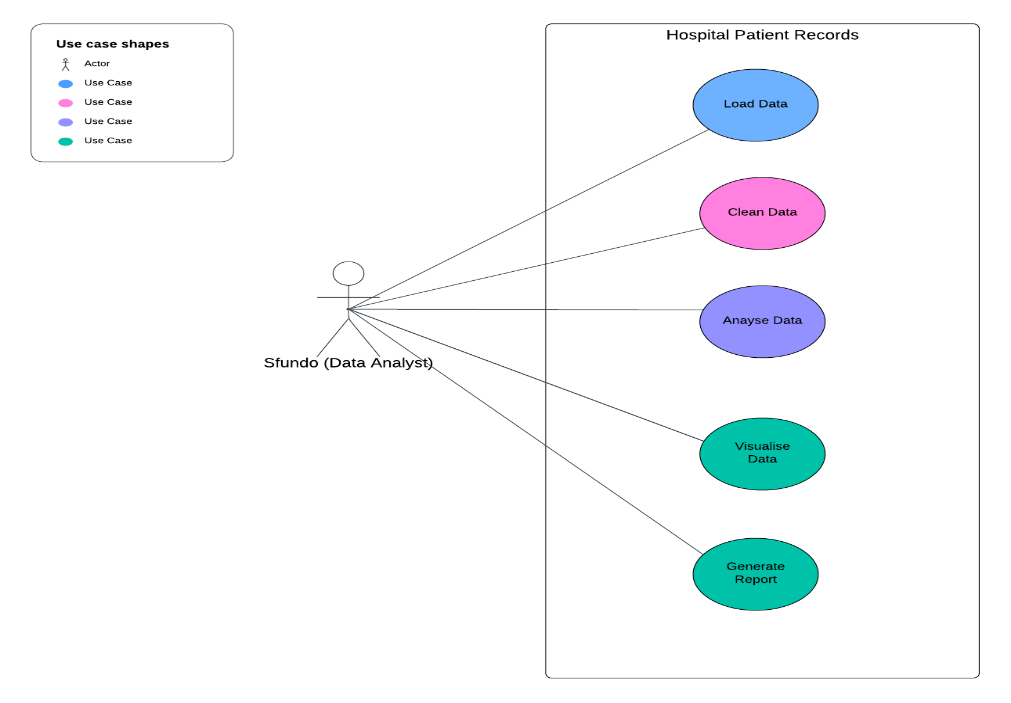 Use case shapes
Actor
Use Case
Use Case
Use Case
Use Case
Hospital Patient Records
Load Data
Clean Data
Anayse Data
Sfundo (Data Analyst)
Visualise
Data
Generate
Report